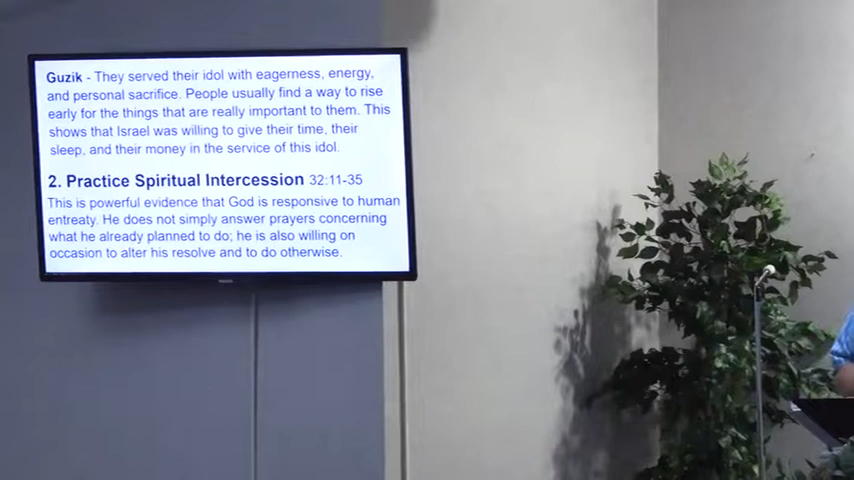 Guzik - They served their idol with eagerness, energy,
and personal sacrifice. People usually find a way to rise
early for the things that are really important to them. This
shows that Israel was willing to give their time, their
sleep, and their money in the service of this idol.
2. Practice Spiritual Intercession 32:11-35
This is powerful evidence that God is responsive to human
entreaty. He does not simply answer prayers concerning
what he already planned to do; he is also willing on
occasion to alter his resolve and to do otherwise.